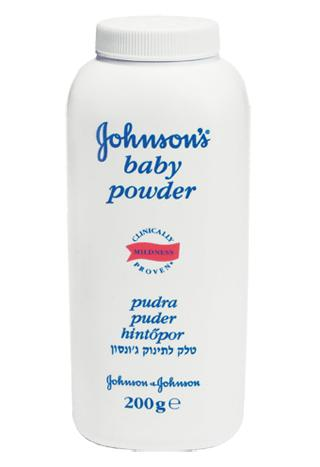 Johnson's®
baby
powder
CLINICALLY
MILDNESS
PROVEN*
pudra
puder
hintőpor
טלק לתינוק ג'ונסון
Johnson & Johnson
200g ℮